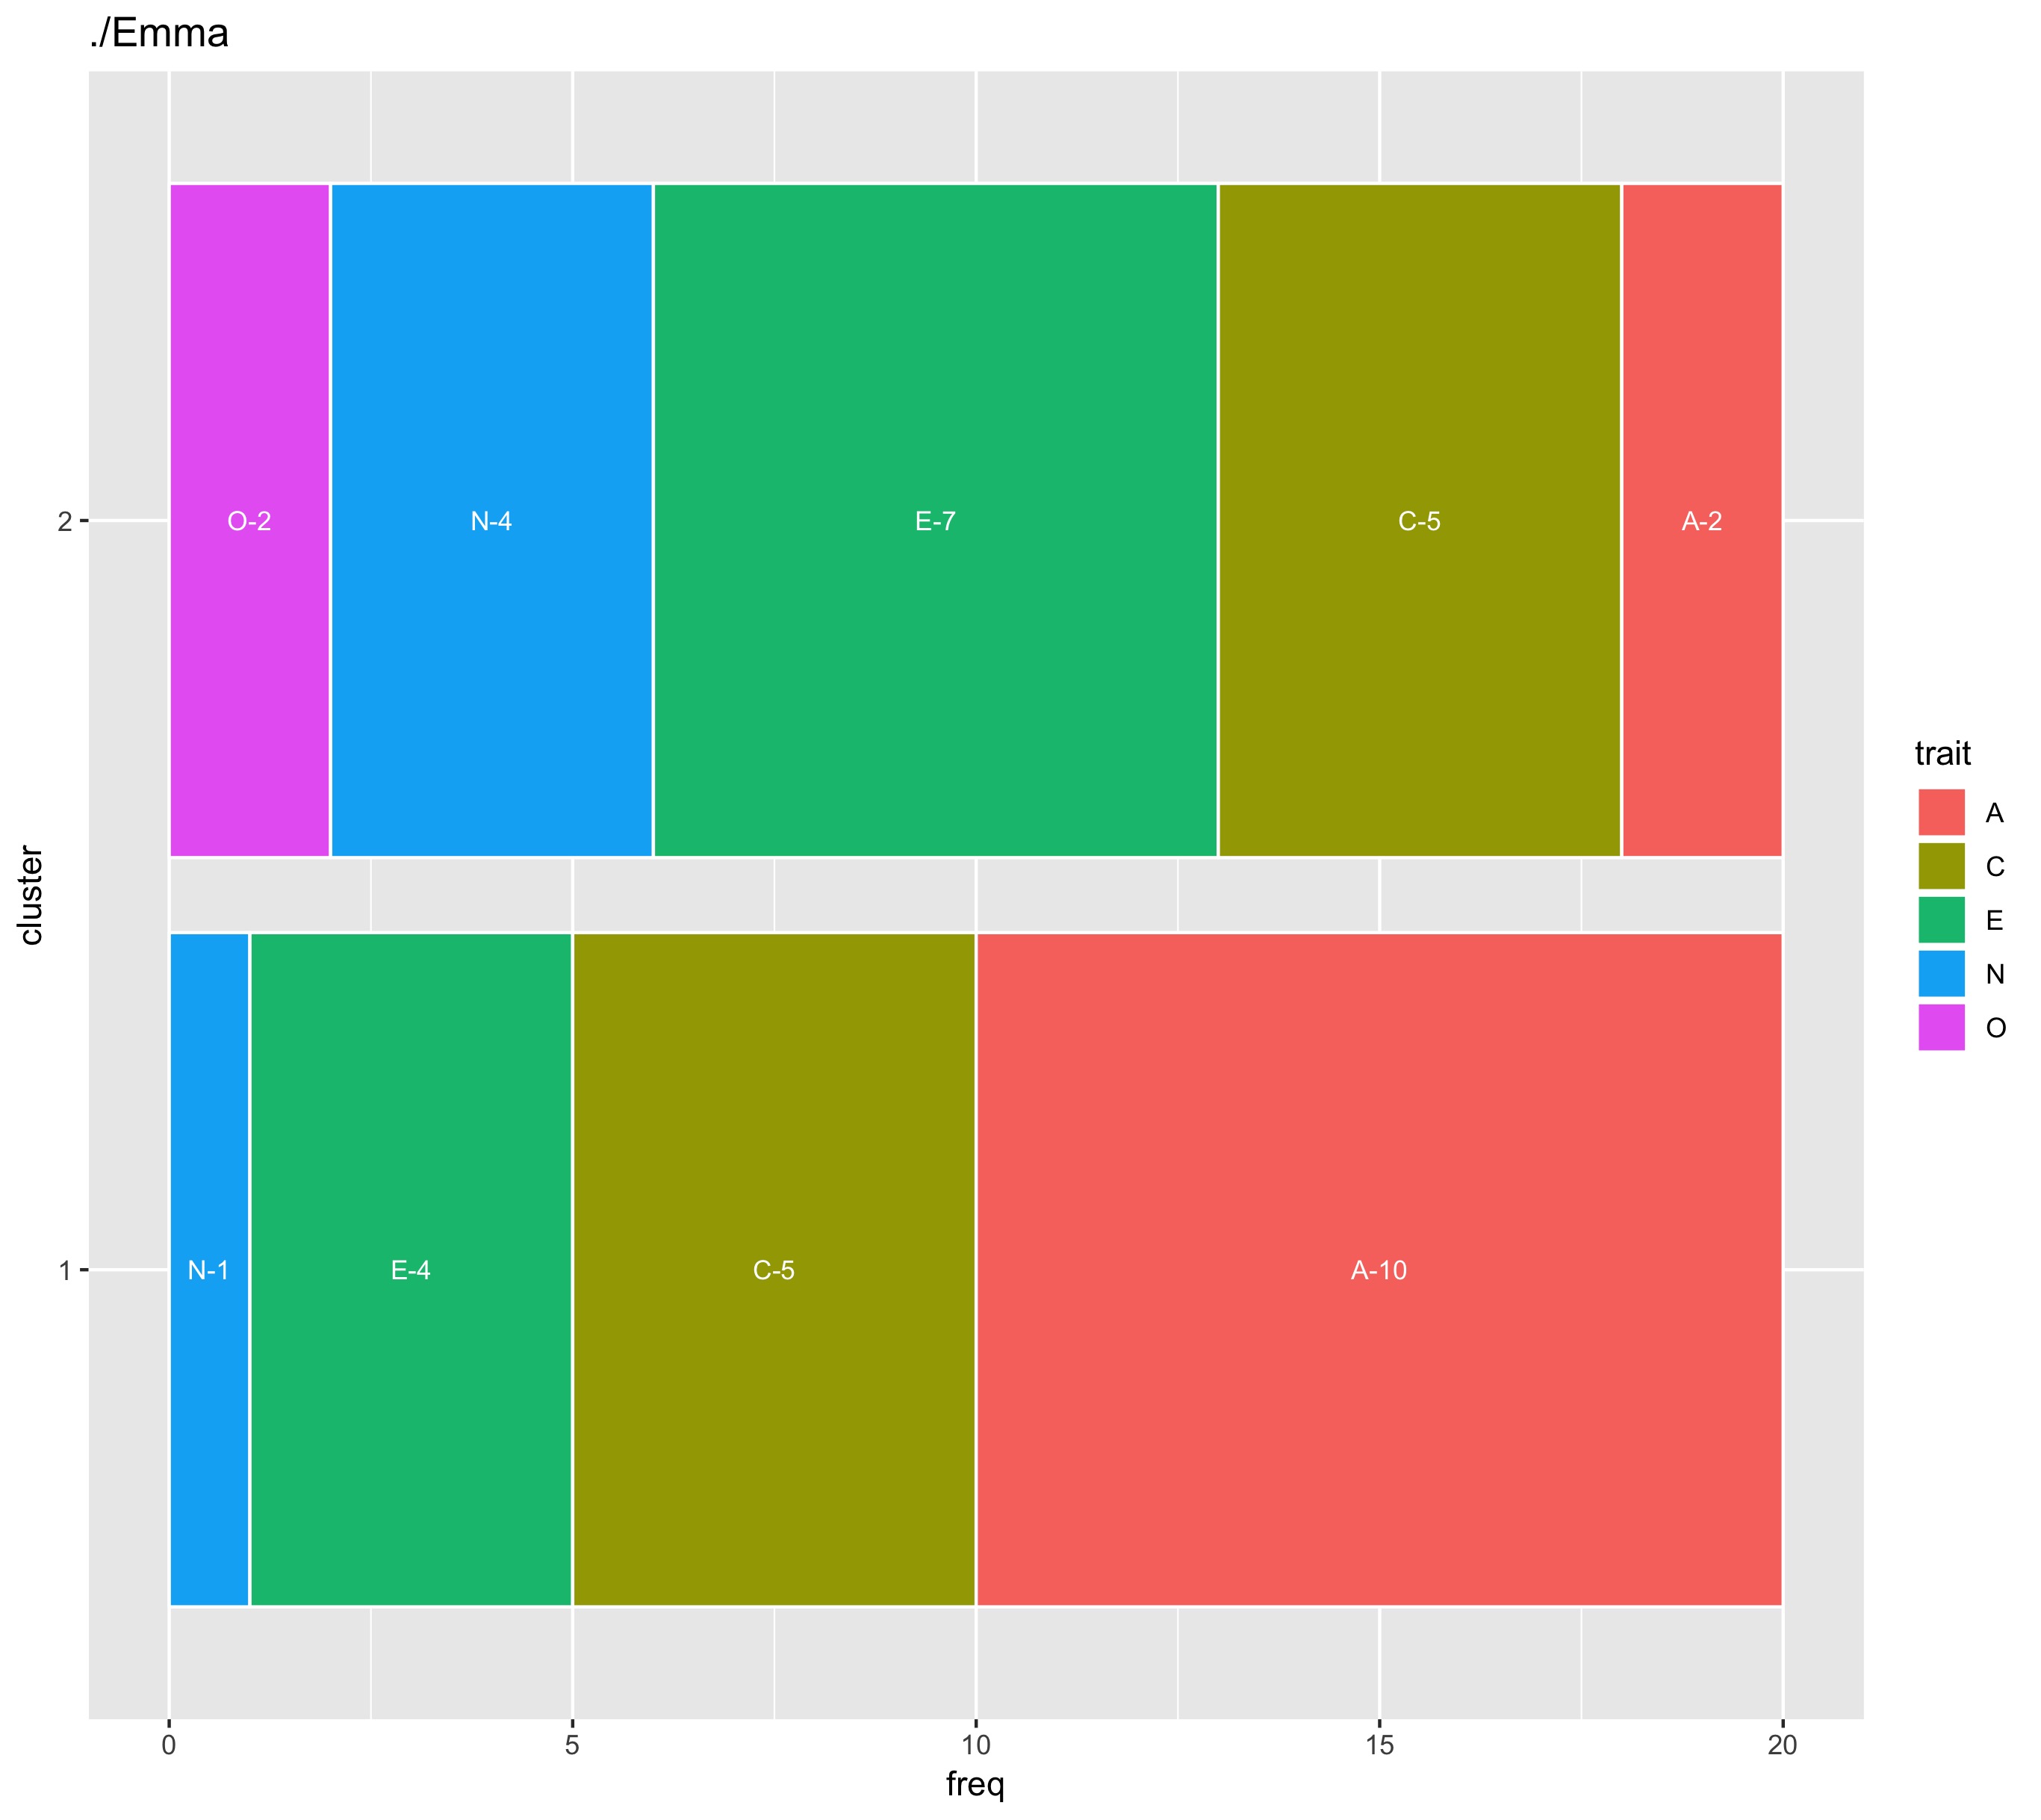 ./Emma
cluster
2
O-2 N-4 E-7 C-5 A-2
1
N-1 E-4 C-5 A-10
0 5 10 15 20
freq
trait
A
C
E
N
O